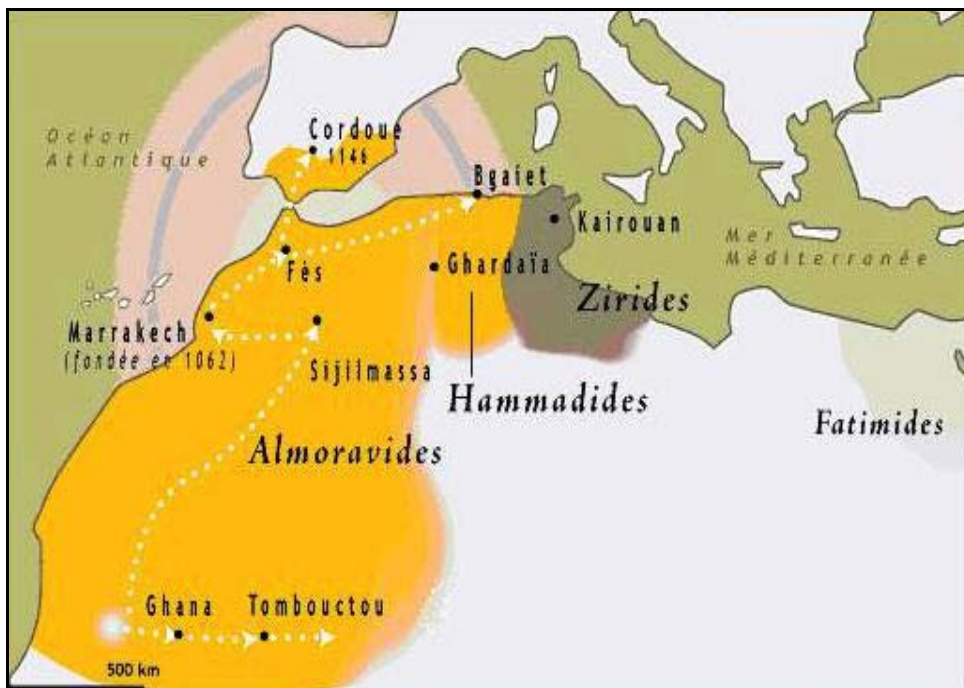 Océan
Atlantique
Cordoue
1146
Bgaiet
Kairouan
Mer
Méditerranée
Fès
Ghardaïa
Zirides
Marrakech
(fondée en 1062)
Sijilmassa
Hammadides
Almoravides
Fatimides
Ghana
Tombouctou
500 km